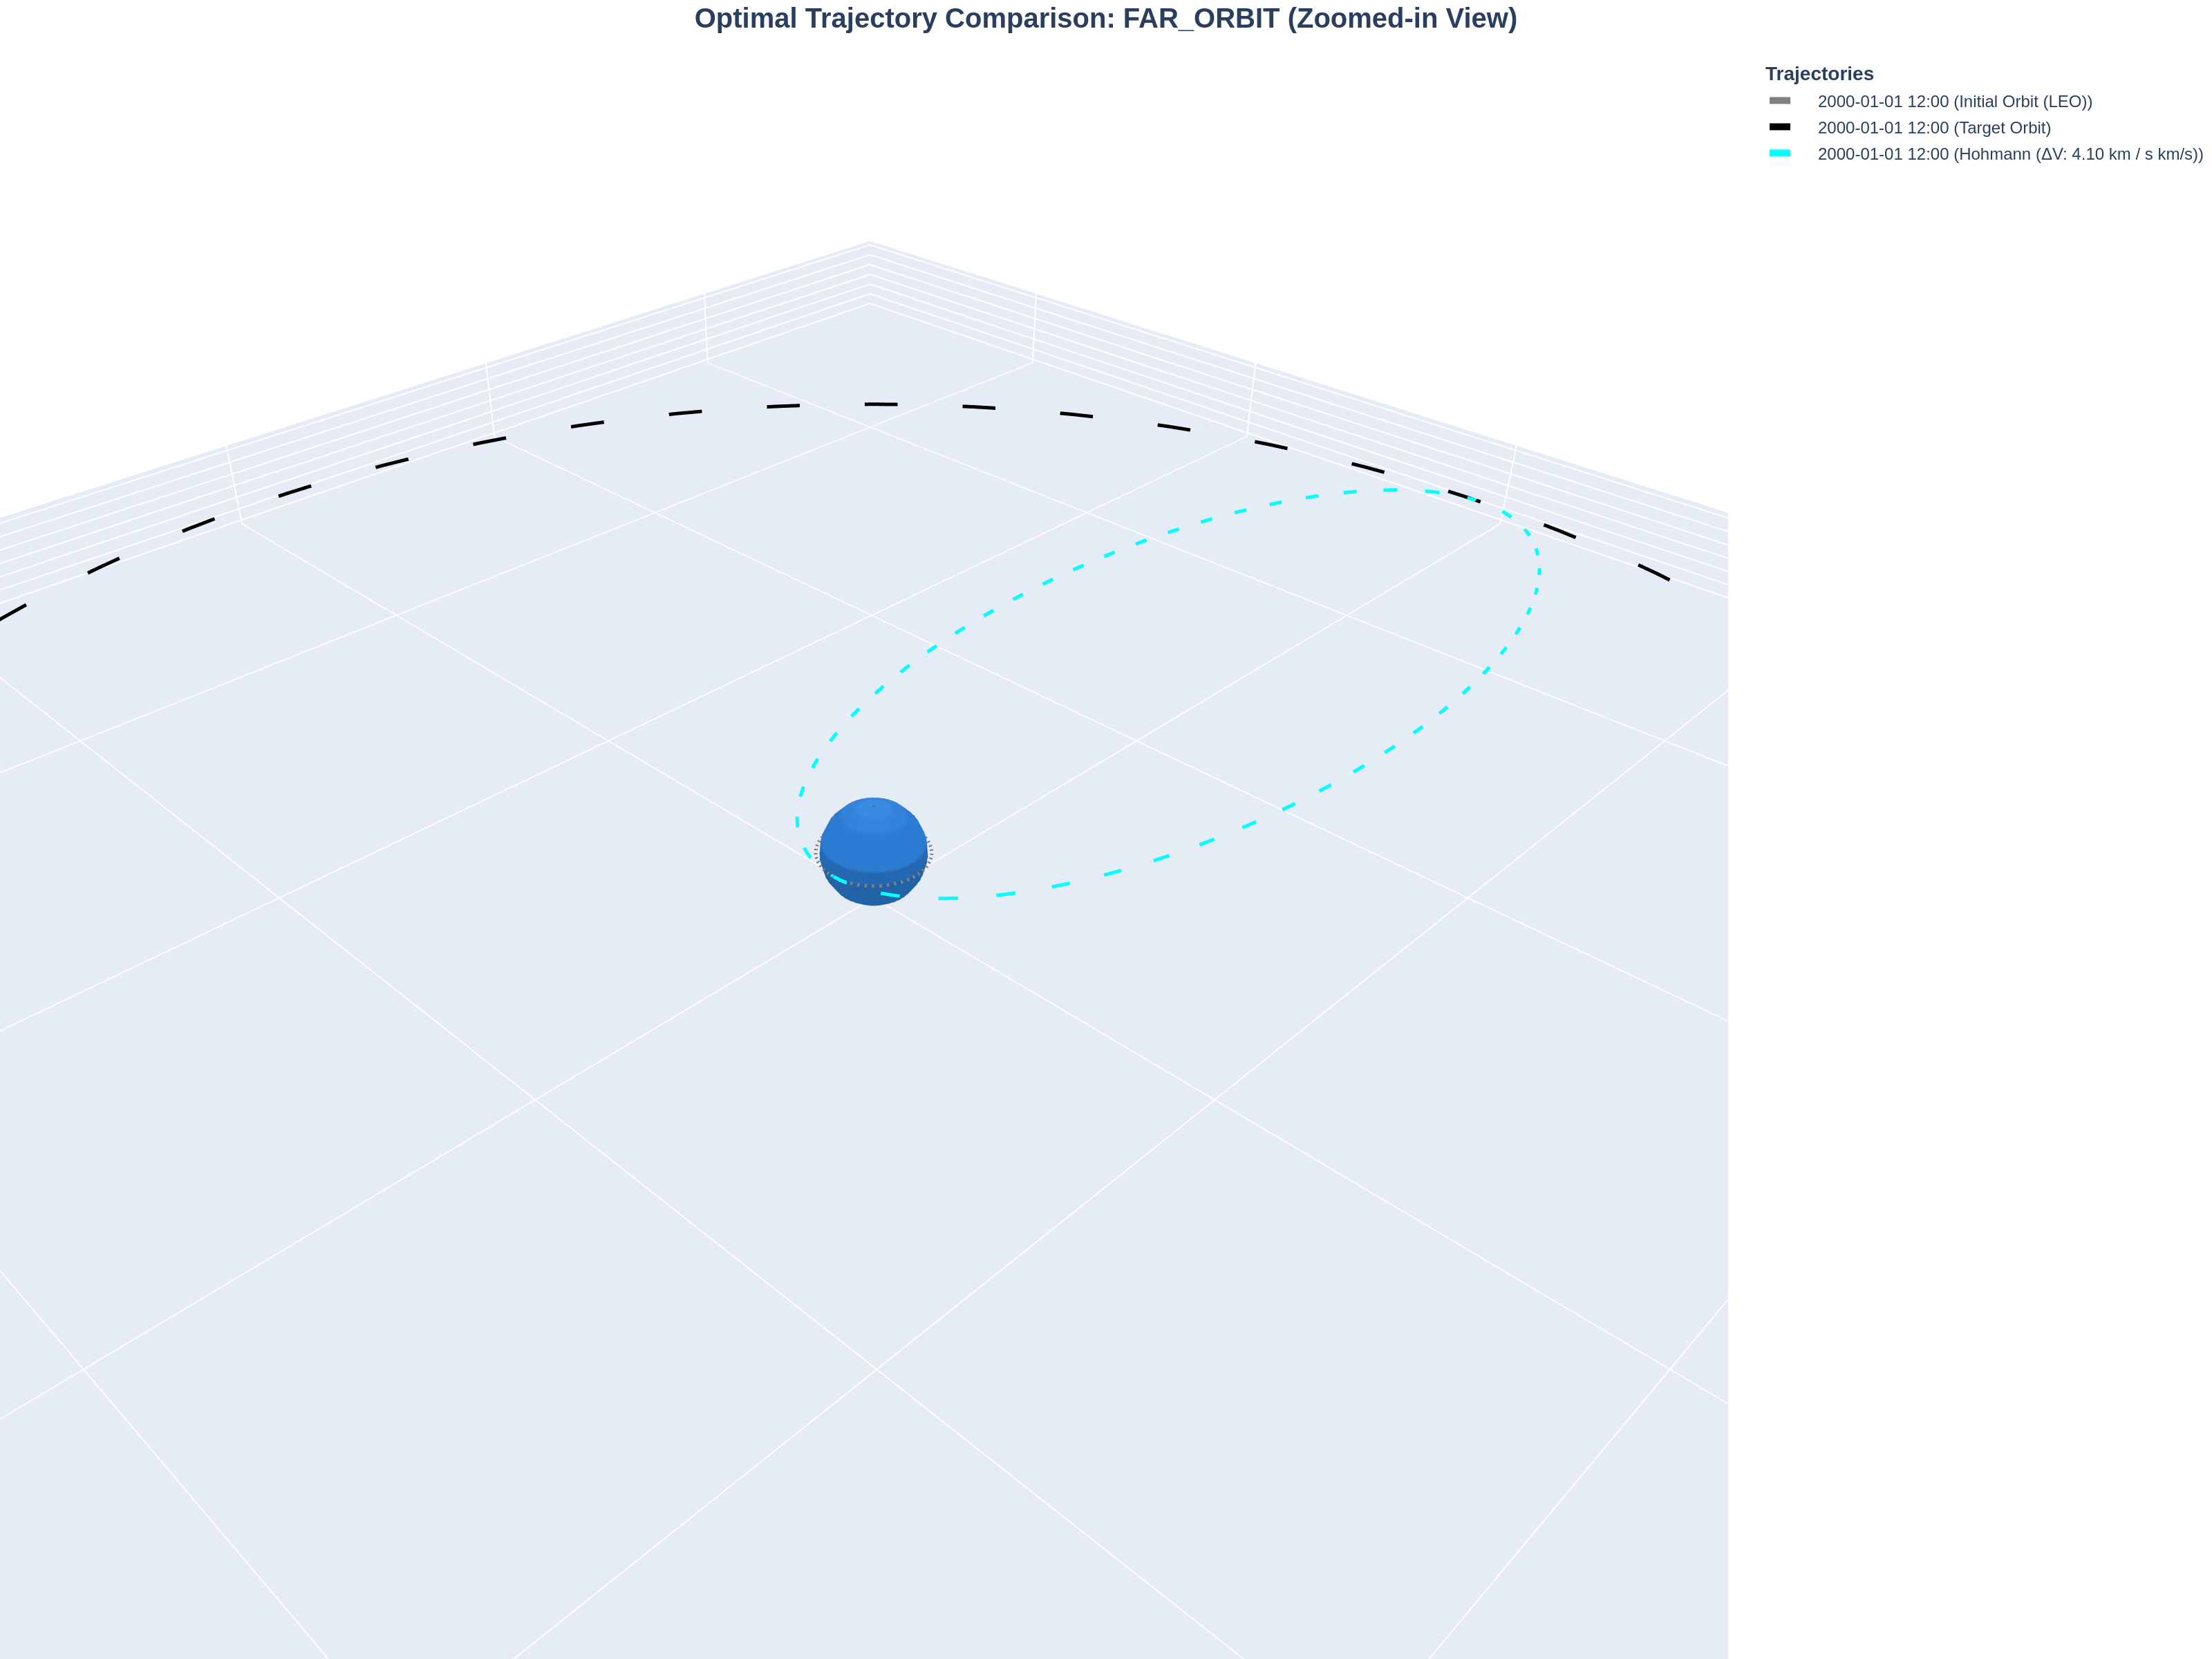 Optimal Trajectory Comparison: FAR_ORBIT (Zoomed-in View)
Trajectories
2000-01-01 12:00 (Initial Orbit (LEO))
2000-01-01 12:00 (Target Orbit)
2000-01-01 12:00 (Hohmann (ΔV: 4.10 km / s km/s))